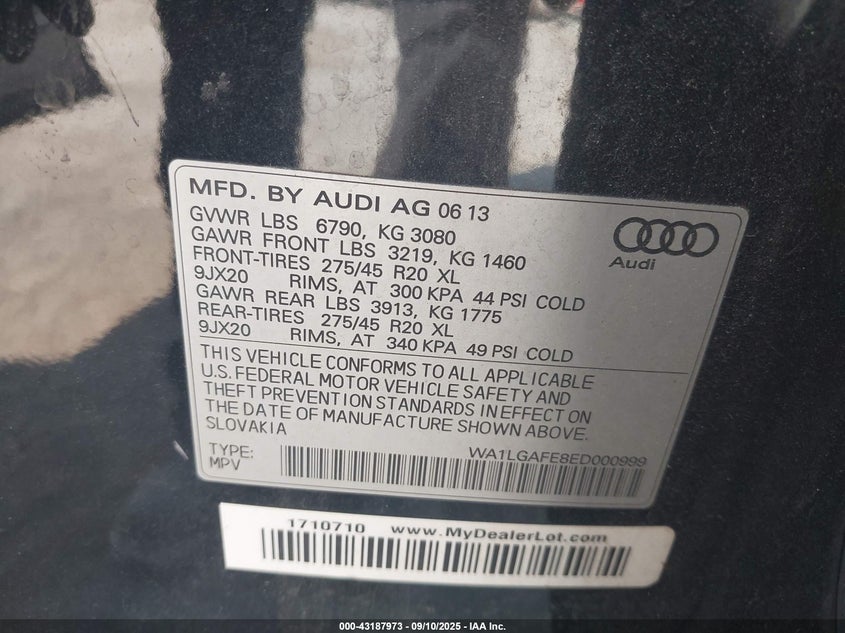 MFD. BY AUDI AG 06 13
GVWR LBS 6790, KG 3080
GAWR FRONT LBS 3219, KG 1460
FRONT-TIRES 275/45 R20 XL
9JX20 RIMS, AT 300 KPA 44 PSI COLD
GAWR REAR LBS 3913, KG 1775
REAR-TIRES 275/45 R20 XL
9JX20 RIMS, AT 340 KPA 49 PSI COLD
Audi
THIS VEHICLE CONFORMS TO ALL APPLICABLE
U.S. FEDERAL MOTOR VEHICLE SAFETY AND
THEFT PREVENTION STANDARDS IN EFFECT ON
THE DATE OF MANUFACTURE SHOWN ABOVE.
SLOVAKIA
TYPE: WA1LGAFE8ED000999
MPV
1710710 www.MyDealerLot.com
000-43187973 - 09/10/2025 - IAA Inc.